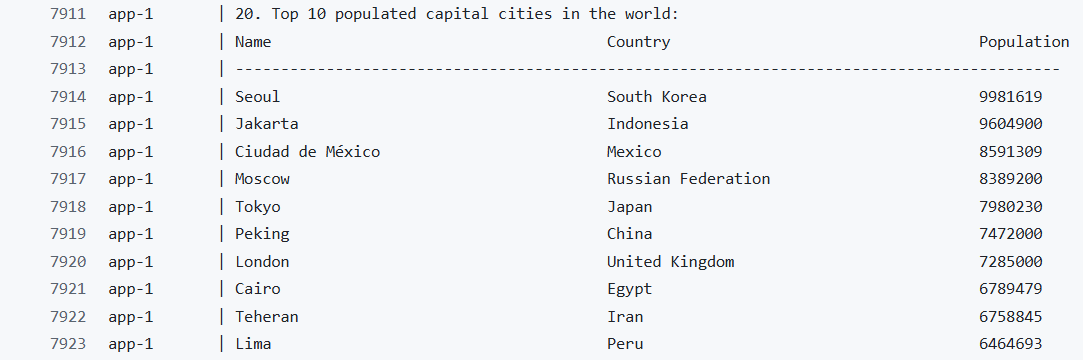 7911 app-1 | 20. Top 10 populated capital cities in the world:
7912 app-1 | Name Country Population
7913 app-1 | -------------------------------------------------------------------------------------------
7914 app-1 | Seoul South Korea 9981619
7915 app-1 | Jakarta Indonesia 9604900
7916 app-1 | Ciudad de México Mexico 8591309
7917 app-1 | Moscow Russian Federation 8389200
7918 app-1 | Tokyo Japan 7980230
7919 app-1 | Peking China 7472000
7920 app-1 | London United Kingdom 7285000
7921 app-1 | Cairo Egypt 6789479
7922 app-1 | Teheran Iran 6758845
7923 app-1 | Lima Peru 6464693